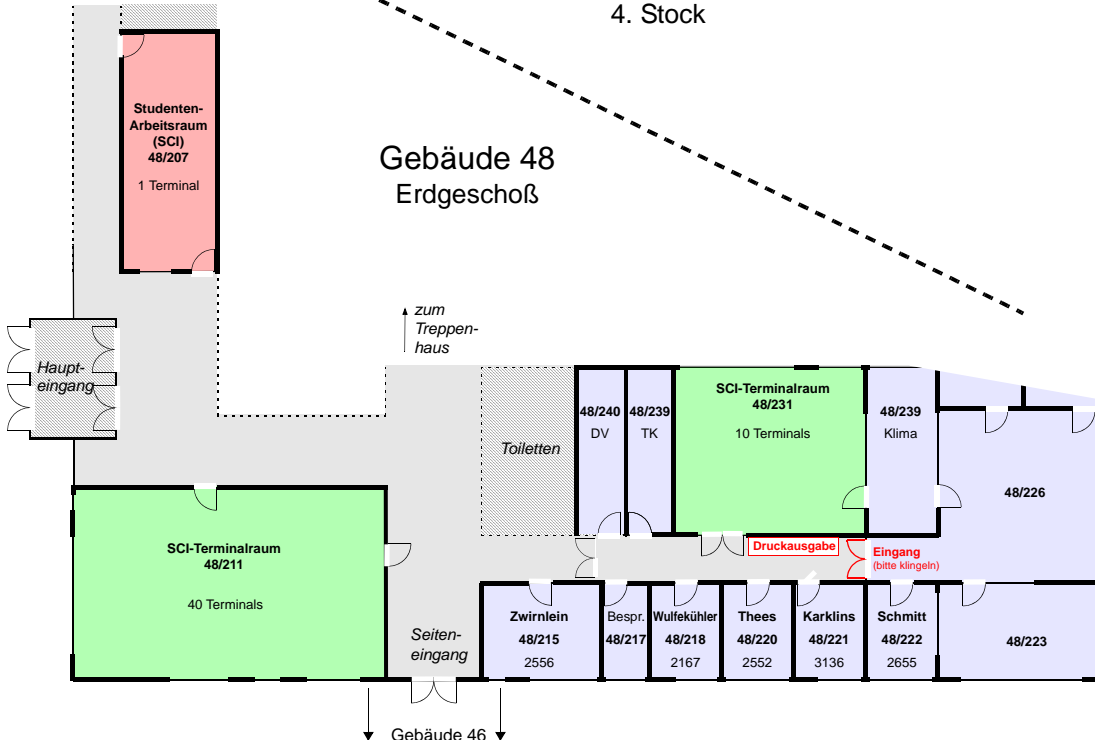 4. Stock
Studenten-
Arbeitsraum
(SCI)
48/207
1 Terminal
Gebäude 48
Erdgeschoß
zum
Treppen-
haus
Haupt-
eingang
Toiletten
48/240
DV
48/239
TK
SCI-Terminalraum
48/231
10 Terminals
48/239
Klima
48/226
SCI-Terminalraum
48/211
40 Terminals
Druckausgabe
Eingang
(bitte klingeln)
Seiten-
eingang
Zwirnlein
48/215
2556
Bespr.
48/217
Wulfekühler
48/218
2167
Thees
48/220
2552
Karklins
48/221
3136
Schmitt
48/222
2655
48/223
Gebäude 46